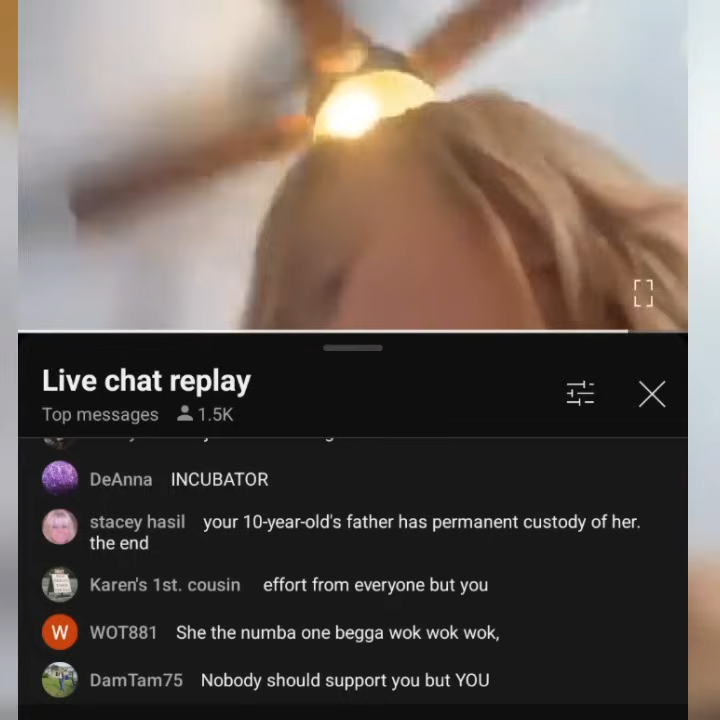 Live chat replay
Top messages 1.5K
DeAnna INCUBATOR
stacey hasil your 10-year-old's father has permanent custody of her.
the end
Karen's 1st. cousin effort from everyone but you
W WOT881 She the numba one begga wok wok wok,
DamTam75 Nobody should support you but YOU